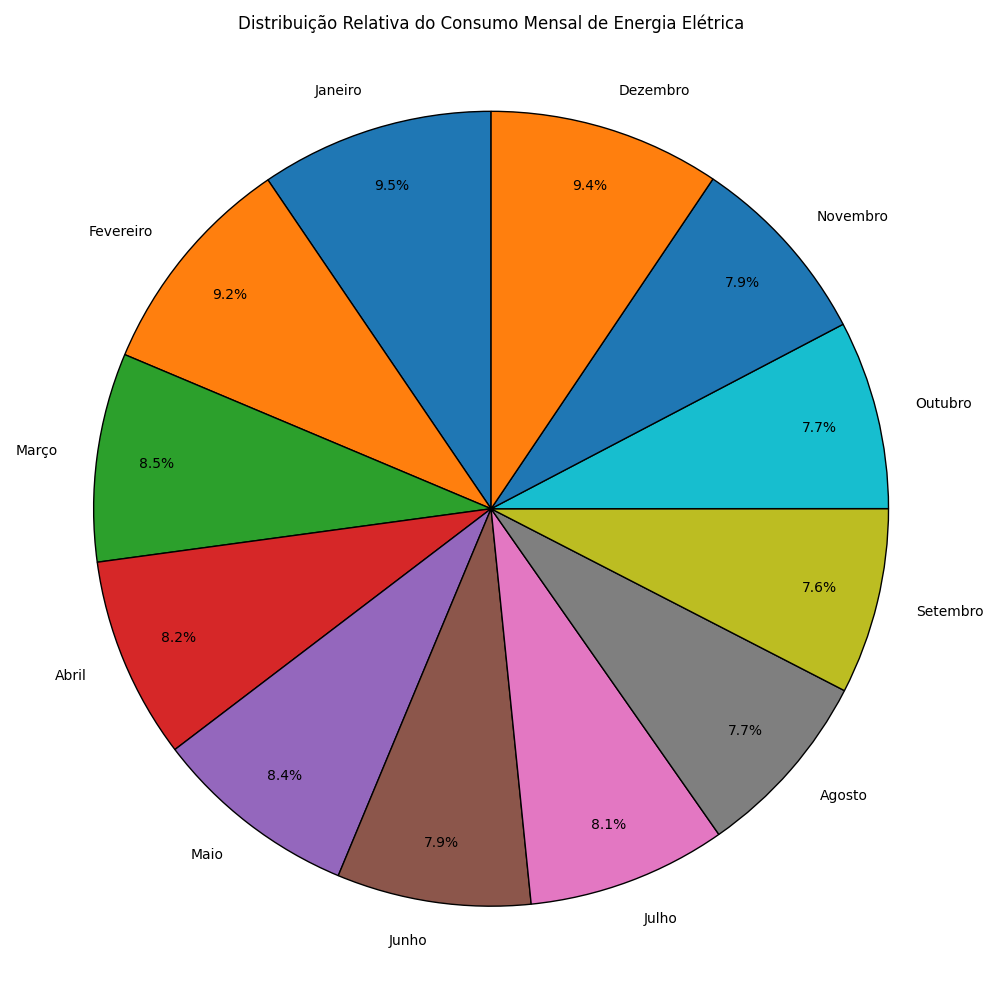 Distribuição Relativa do Consumo Mensal de Energia Elétrica
Janeiro
9.5%
Fevereiro
9.2%
Março
8.5%
Abril
8.2%
Maio
8.4%
Junho
7.9%
Julho
8.1%
Agosto
7.7%
Setembro
7.6%
Outubro
7.7%
Novembro
7.9%
Dezembro
9.4%